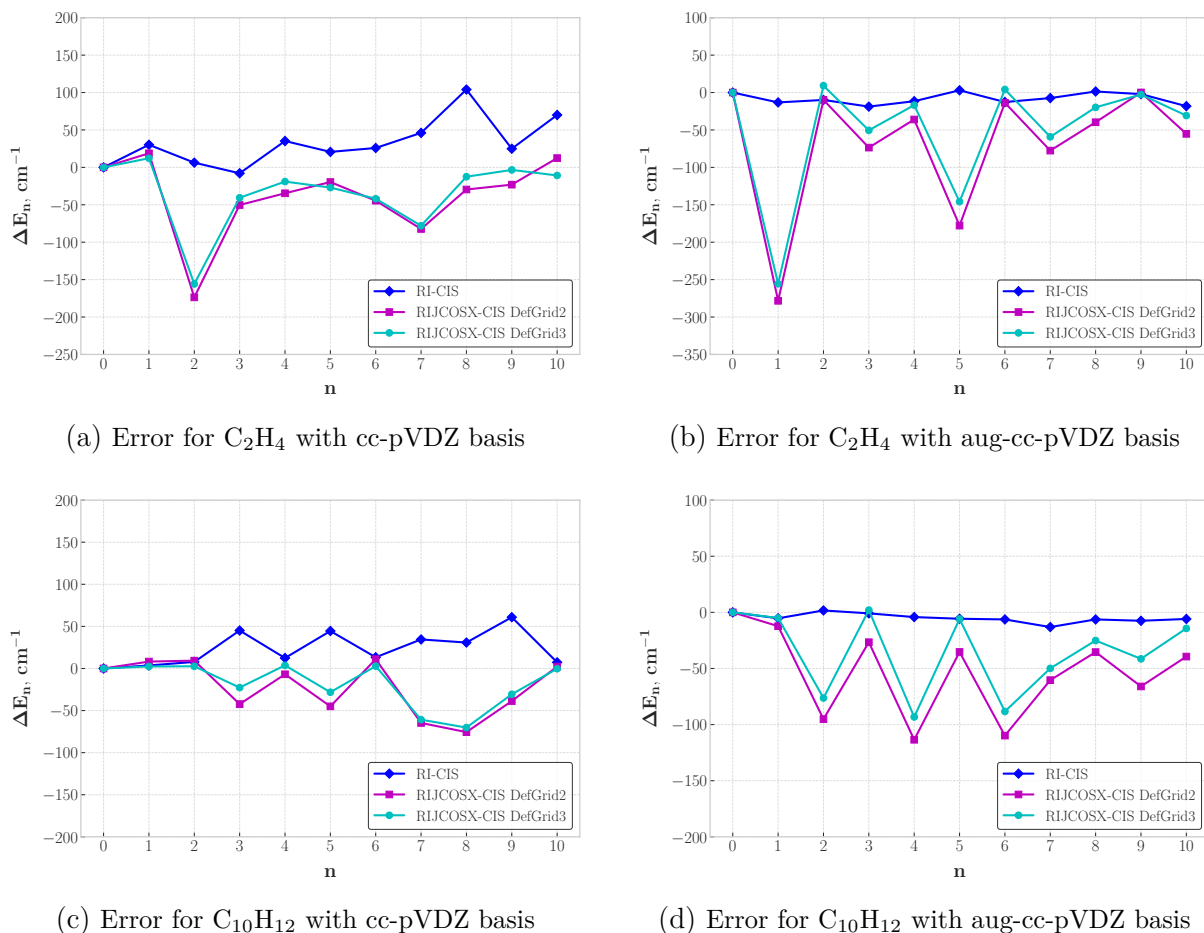 200
150
100
50
0
−50
−100
−150
−200
−250
ΔEₙ, cm⁻¹
0 1 2 3 4 5 6 7 8 9 10
n
RI-CIS
RIJCOSX-CIS DefGrid2
RIJCOSX-CIS DefGrid3
(a) Error for C₂H₄ with cc-pVDZ basis
100
50
0
−50
−100
−150
−200
−250
−300
−350
ΔEₙ, cm⁻¹
0 1 2 3 4 5 6 7 8 9 10
n
RI-CIS
RIJCOSX-CIS DefGrid2
RIJCOSX-CIS DefGrid3
(b) Error for C₂H₄ with aug-cc-pVDZ basis
200
150
100
50
0
−50
−100
−150
−200
ΔEₙ, cm⁻¹
0 1 2 3 4 5 6 7 8 9 10
n
RI-CIS
RIJCOSX-CIS DefGrid2
RIJCOSX-CIS DefGrid3
(c) Error for C₁₀H₁₂ with cc-pVDZ basis
100
50
0
−50
−100
−150
−200
ΔEₙ, cm⁻¹
0 1 2 3 4 5 6 7 8 9 10
n
RI-CIS
RIJCOSX-CIS DefGrid2
RIJCOSX-CIS DefGrid3
(d) Error for C₁₀H₁₂ with aug-cc-pVDZ basis